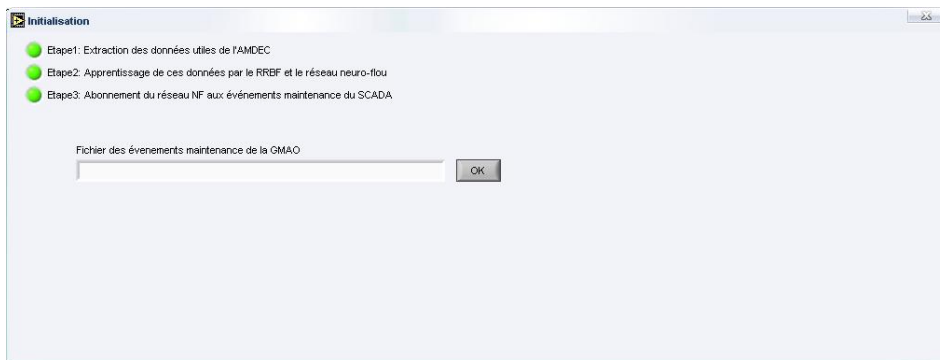 Initialisation
Etape1: Extraction des données utiles de l'AMDEC
Etape2: Apprentissage de ces données par le RRBF et le réseau neuro-flou
Etape3: Abonnement du réseau NF aux événements maintenance du SCADA
Fichier des évenements maintenance de la GMAO
OK